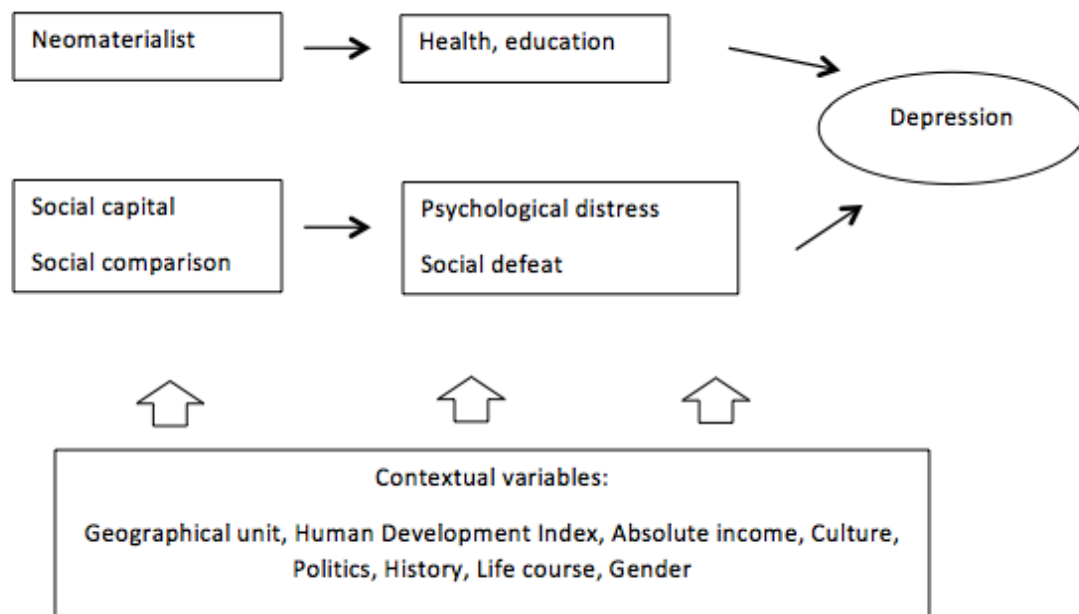 Neomaterialist
Health, education
Depression
Social capital
Social comparison
Psychological distress
Social defeat
Contextual variables:
Geographical unit, Human Development Index, Absolute income, Culture,
Politics, History, Life course, Gender